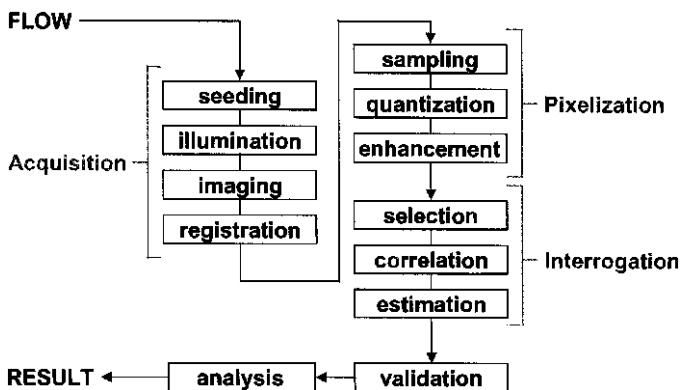 FLOW
seeding
illumination
Acquisition
imaging
registration
sampling
quantization
Pixelization
enhancement
selection
correlation
Interrogation
estimation
validation
analysis
RESULT